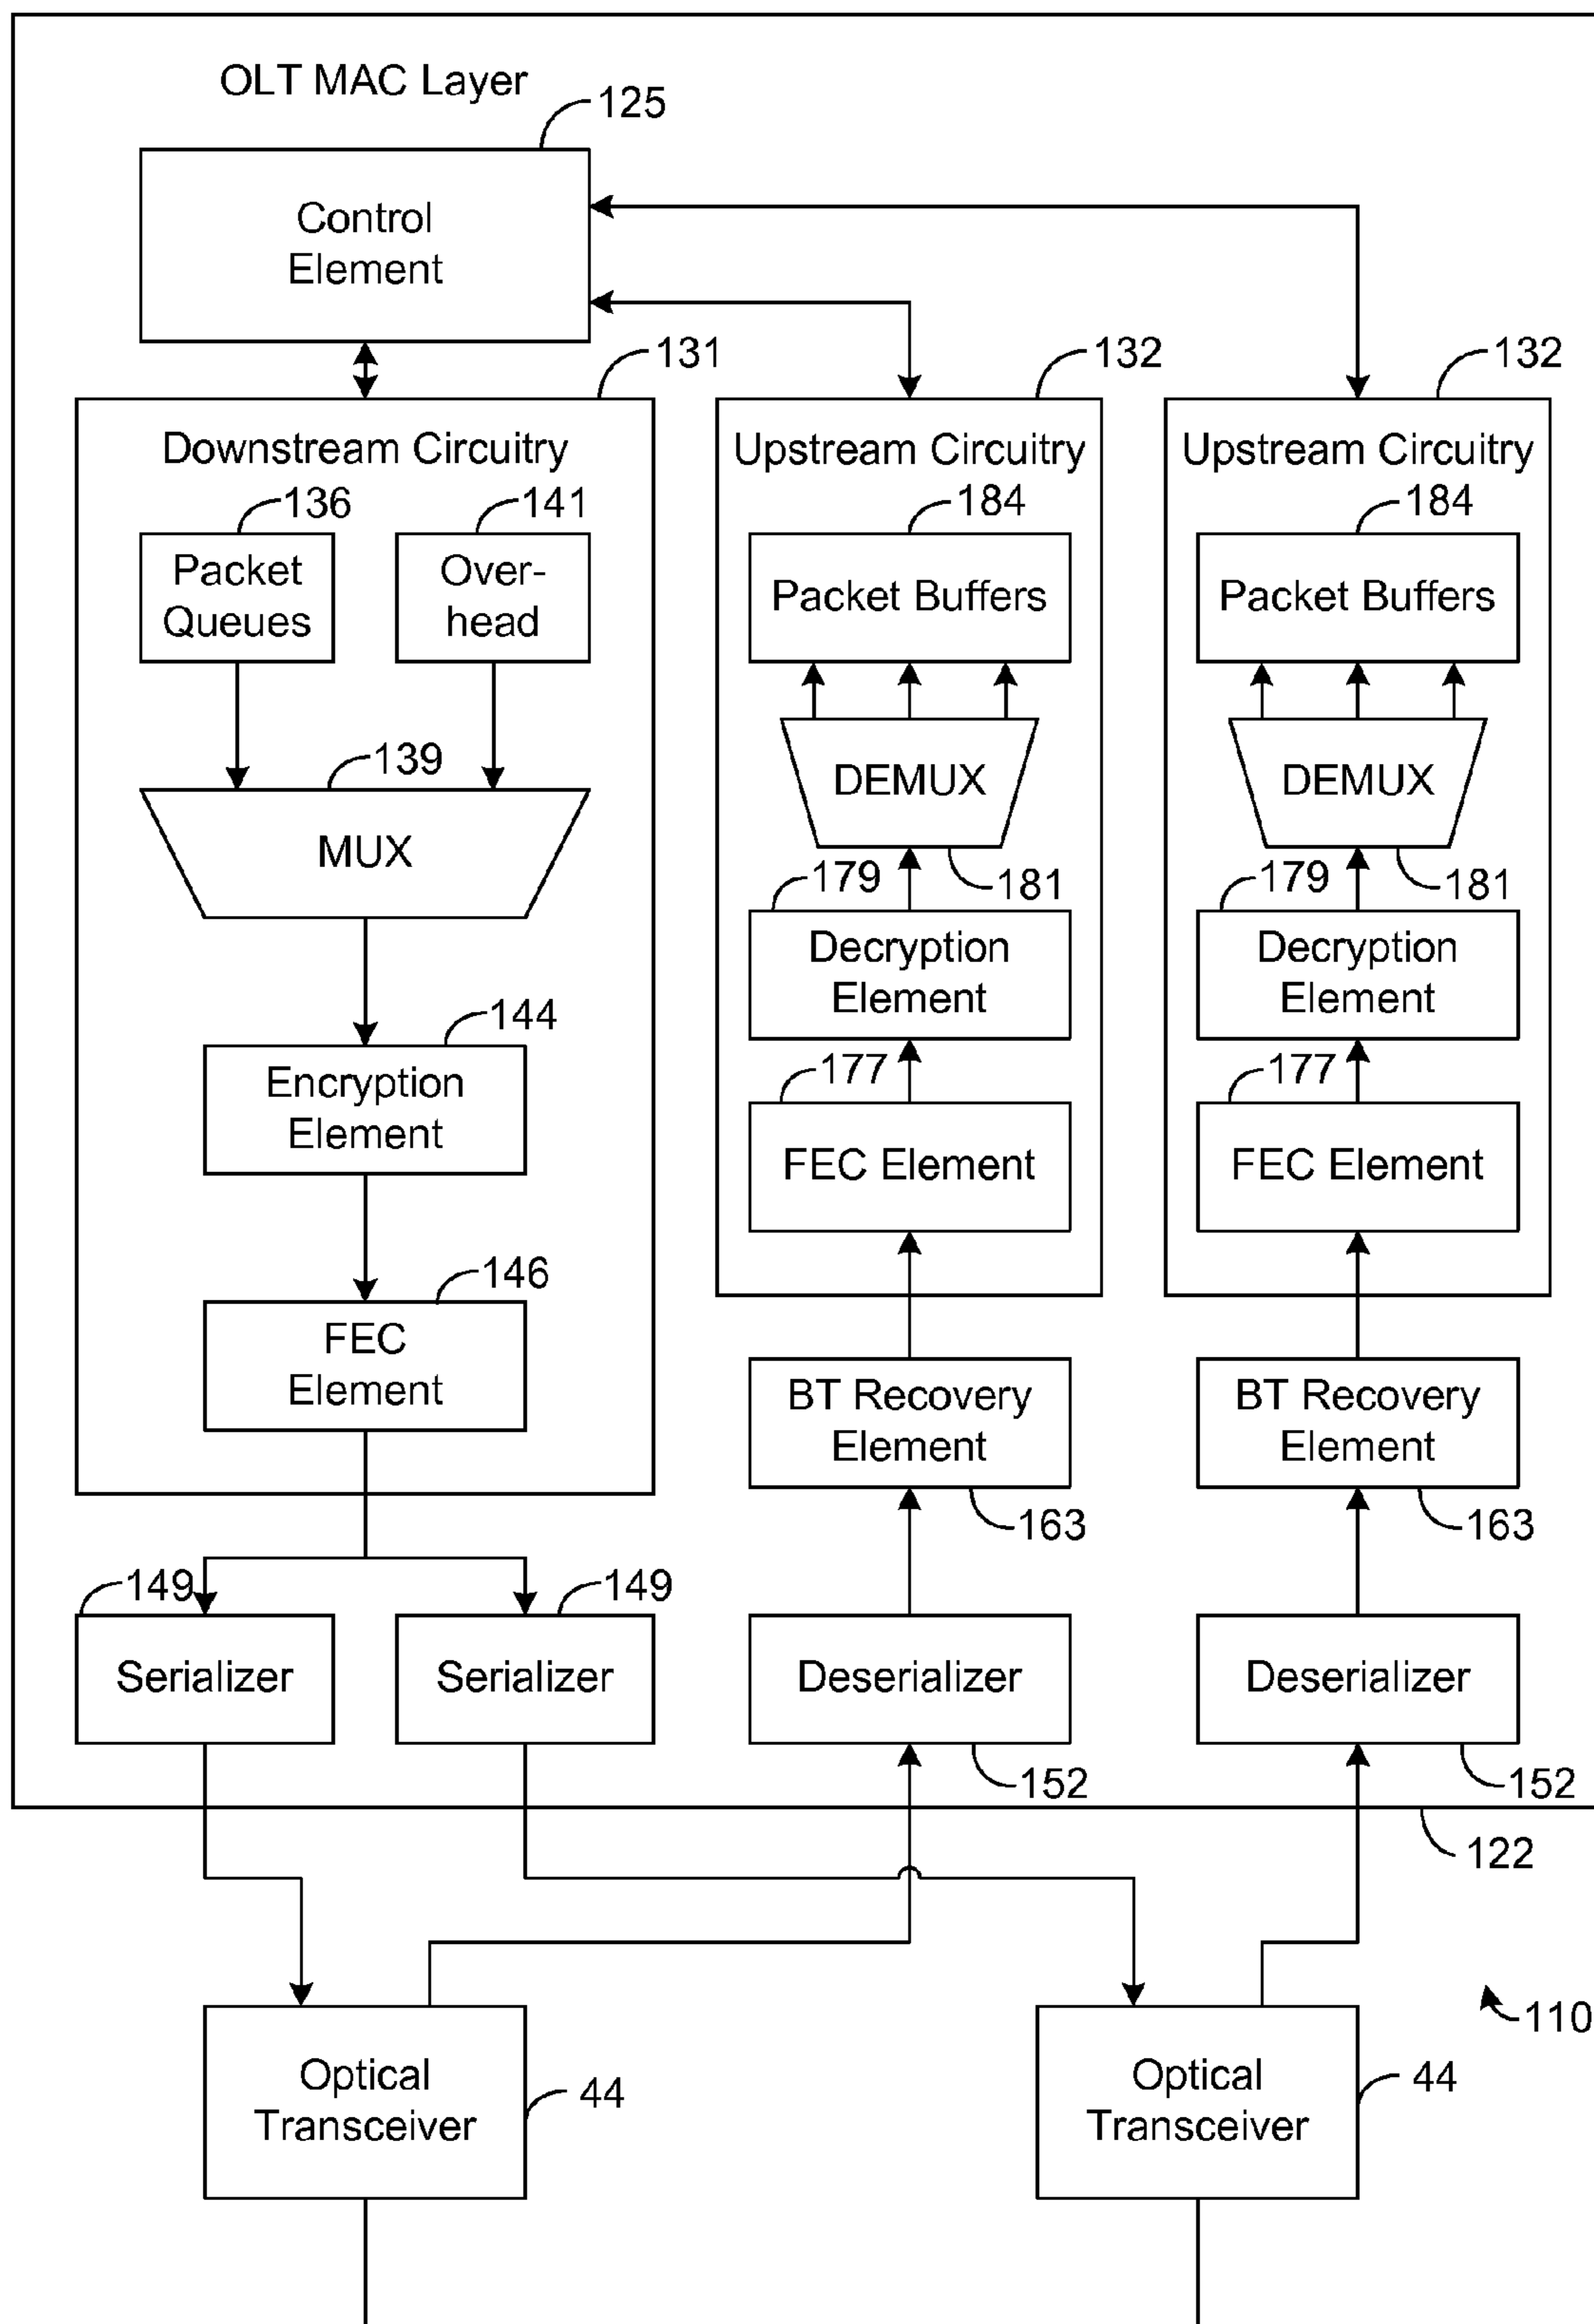 OLT MAC Layer
125
Control
Element
131
132
132
Downstream Circuitry
Upstream Circuitry
Upstream Circuitry
136
141
184
184
Packet
Queues
Over-
head
Packet Buffers
Packet Buffers
139
MUX
DEMUX
DEMUX
179
181
179
181
Decryption
Element
Decryption
Element
144
Encryption
Element
177
177
FEC Element
FEC Element
146
FEC
Element
BT Recovery
Element
BT Recovery
Element
163
163
149
149
Serializer
Serializer
Deserializer
Deserializer
152
152
122
110
Optical
Transceiver
44
Optical
Transceiver
44